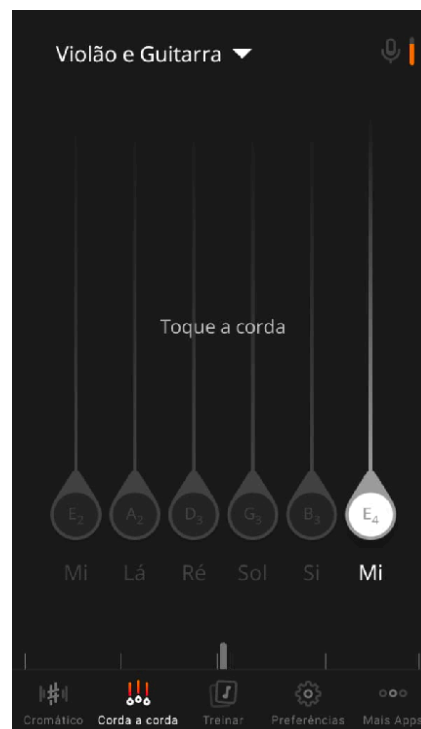 Violão e Guitarra
Toque a corda
E2 A2 D3 G3 B3 E4
Mi Lá Ré Sol Si Mi
Cromático Corda a corda Treinar Preferências Mais Apps